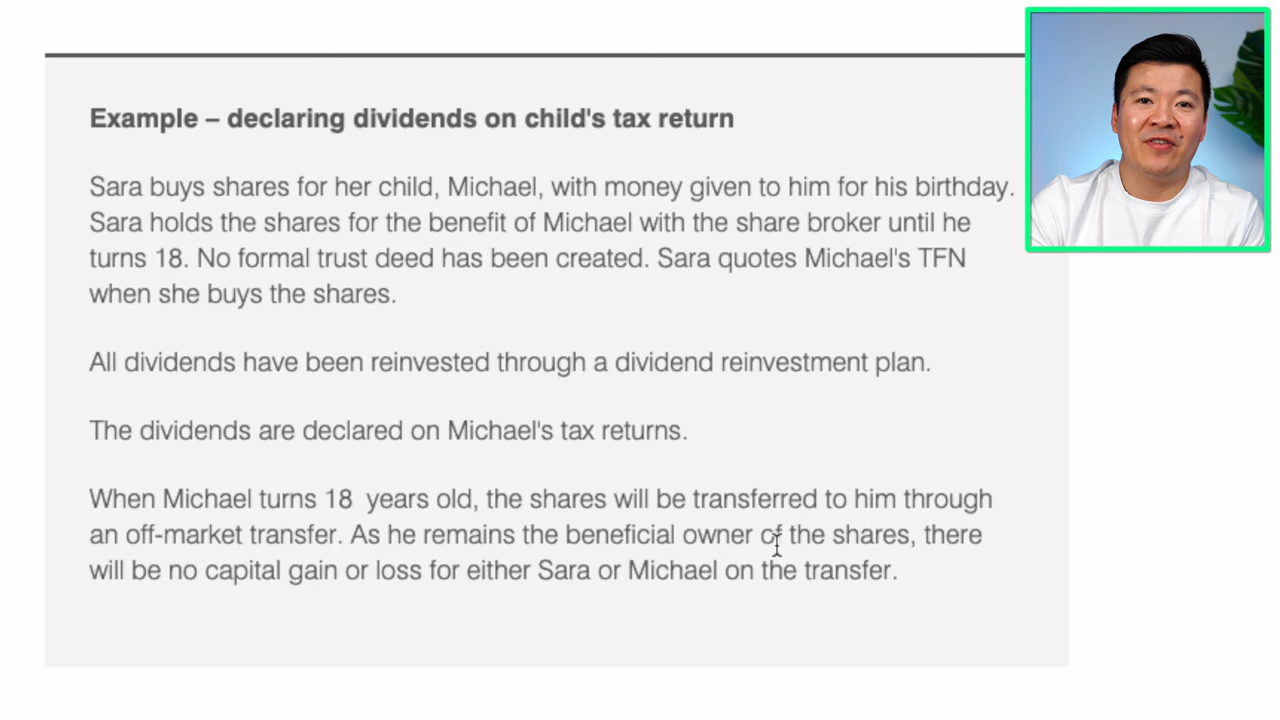 Example – declaring dividends on child's tax return
Sara buys shares for her child, Michael, with money given to him for his birthday.
Sara holds the shares for the benefit of Michael with the share broker until he
turns 18. No formal trust deed has been created. Sara quotes Michael's TFN
when she buys the shares.
All dividends have been reinvested through a dividend reinvestment plan.
The dividends are declared on Michael's tax returns.
When Michael turns 18 years old, the shares will be transferred to him through
an off-market transfer. As he remains the beneficial owner of the shares, there
will be no capital gain or loss for either Sara or Michael on the transfer.